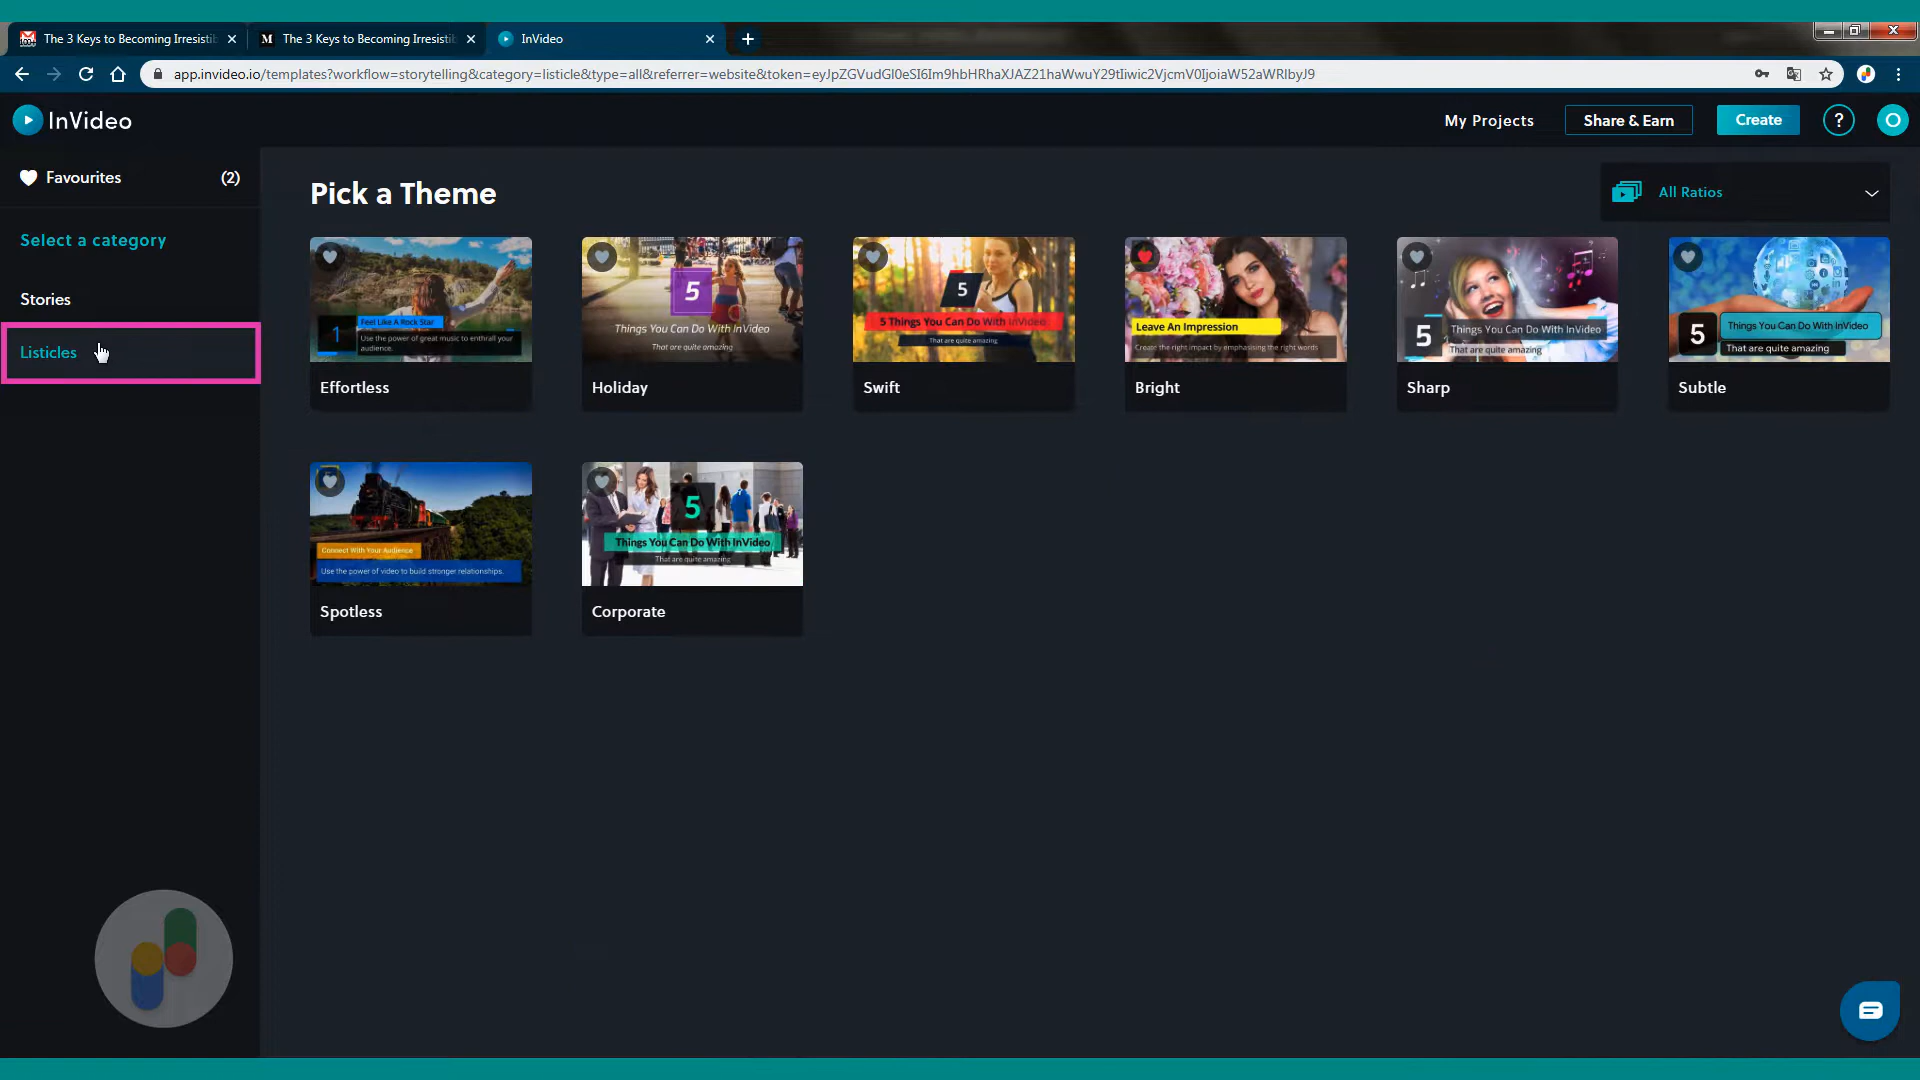 The 3 Keys to Becoming Irresistib
M The 3 Keys to Becoming Irresistib
InVideo
app.invideo.io/templates?workflow=storytelling&category=listicle&type=all&referrer=website&token=eyJpZGVudGl0eSI6Im9hbHRhaXJAZ21haWwuY29tIiwic2VjcmV0IjoiaW52aWRlbyJ9
InVideo
My Projects
Share & Earn
Create
?
O
Favourites (2)
Select a category
Stories
Listicles
Pick a Theme
All Ratios
1
Feel Like A Rock Star
Use the power of great music to enthrall your
audience.
Effortless
5
Things You Can Do With InVideo
That are quite amazing
Holiday
5
5 Things You Can Do With InVideo
That are quite amazing
Swift
Leave An Impression
Create the right impact by emphasising the right words
Bright
5
Things You Can Do With InVideo
That are quite amazing
Sharp
5
Things You Can Do With InVideo
That are quite amazing
Subtle
Connect With Your Audience
Use the power of video to build stronger relationships.
Spotless
5
Things You Can Do With InVideo
That are quite amazing
Corporate